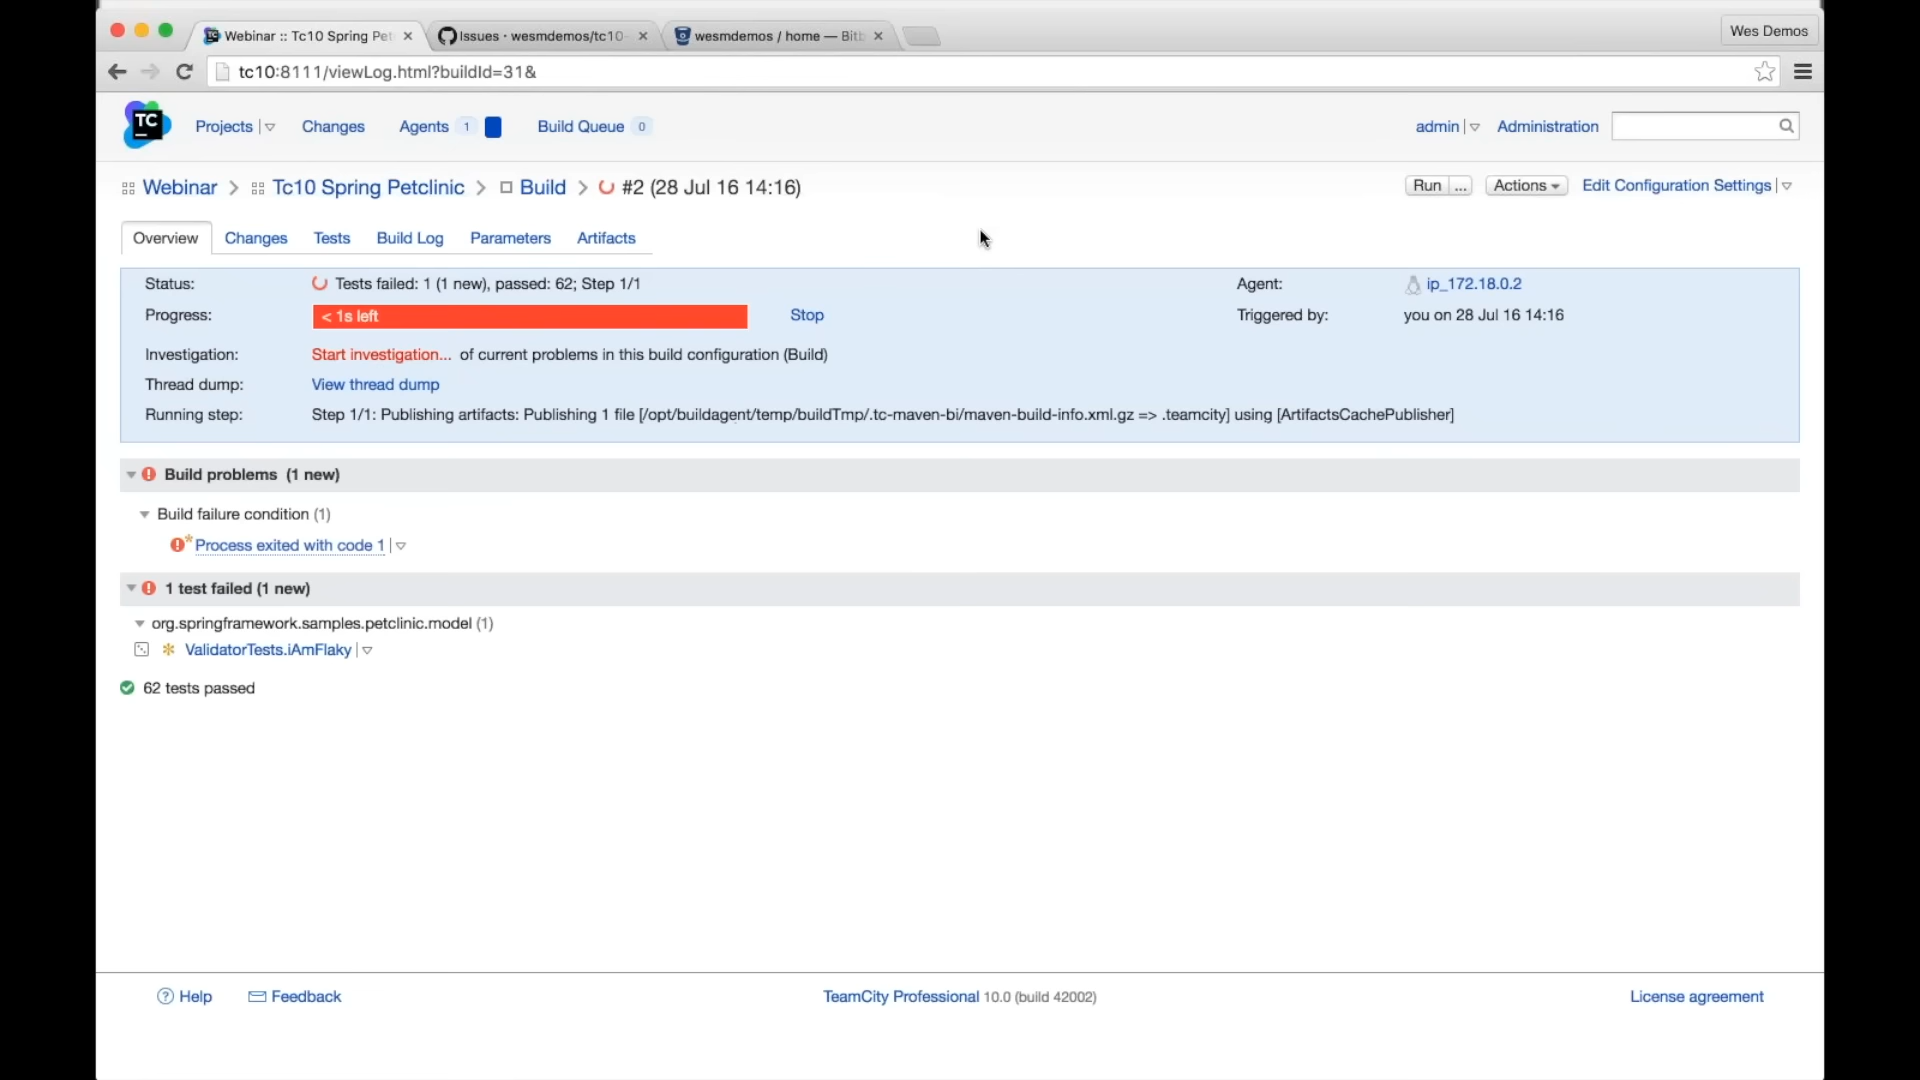 Webinar :: Tc10 Spring Pet
Issues · wesmdemos/tc10-
wesmdemos / home — Bitb
Wes Demos
tc10:8111/viewLog.html?buildId=31&
TC
Projects
Changes
Agents 1
Build Queue 0
admin
Administration
Webinar > Tc10 Spring Petclinic > Build > #2 (28 Jul 16 14:16)
Run ...
Actions
Edit Configuration Settings
Overview
Changes
Tests
Build Log
Parameters
Artifacts
Status: Tests failed: 1 (1 new), passed: 62; Step 1/1
Agent: ip_172.18.0.2
Progress: < 1s left Stop
Triggered by: you on 28 Jul 16 14:16
Investigation: Start investigation... of current problems in this build configuration (Build)
Thread dump: View thread dump
Running step: Step 1/1: Publishing artifacts: Publishing 1 file [/opt/buildagent/temp/buildTmp/.tc-maven-bi/maven-build-info.xml.gz => .teamcity] using [ArtifactsCachePublisher]
Build problems (1 new)
Build failure condition (1)
Process exited with code 1
1 test failed (1 new)
org.springframework.samples.petclinic.model (1)
ValidatorTests.iAmFlaky
62 tests passed
Help
Feedback
TeamCity Professional 10.0 (build 42002)
License agreement